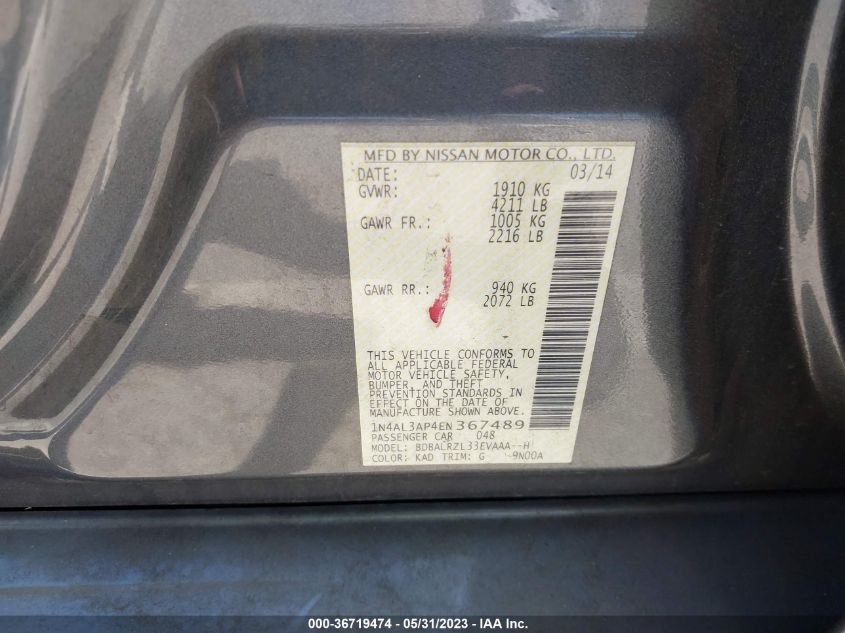 MFD BY NISSAN MOTOR CO., LTD.
DATE: 03/14
GVWR: 1910 KG
4211 LB
GAWR FR.: 1005 KG
2216 LB
GAWR RR.: 940 KG
2072 LB
THIS VEHICLE CONFORMS TO
ALL APPLICABLE FEDERAL
MOTOR VEHICLE SAFETY,
BUMPER, AND THEFT
PREVENTION STANDARDS IN
EFFECT ON THE DATE OF
MANUFACTURE SHOWN ABOVE.
1N4AL3AP4EN367489
PASSENGER CAR 048
MODEL: BDBALRZL33EVAAA--H
COLOR: KAD TRIM: G 9N00A
000-36719474 - 05/31/2023 - IAA Inc.